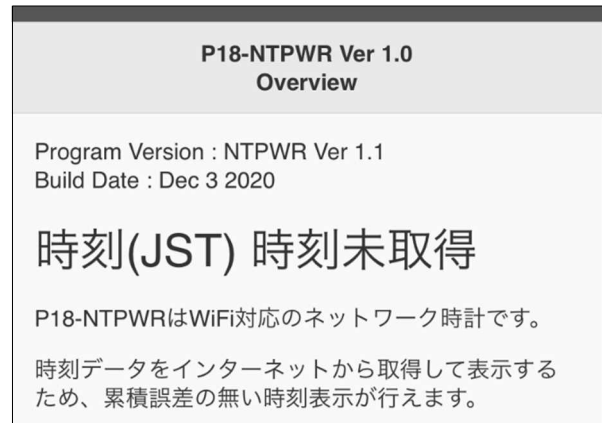 P18-NTPWR Ver 1.0
Overview
Program Version : NTPWR Ver 1.1
Build Date : Dec 3 2020
時刻(JST) 時刻未取得
P18-NTPWRはWiFi対応のネットワーク時計です。
時刻データをインターネットから取得して表示する
ため、累積誤差の無い時刻表示が行えます。